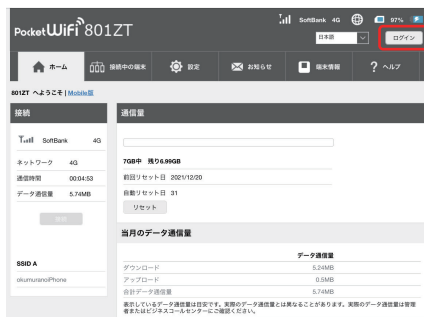 SoftBank 4G 97%
PocketWiFi 801ZT
日本語 ログイン
ホーム 接続中の端末 設定 お知らせ 端末情報 ヘルプ
801ZT へようこそ | Mobile版
接続
SoftBank 4G
ネットワーク 4G
通信時間 00:04:53
データ通信量 5.74MB
接続
SSID A
okumuranoiPhone
通信量
7GB中 残り6.99GB
前回リセット日 2021/12/20
自動リセット日 31
リセット
当月のデータ通信量
データ通信量
ダウンロード 5.24MB
アップロード 0.5MB
合計データ通信量 5.74MB
表示しているデータ通信量は目安です。実際のデータ通信量とは異なることがあります。実際のデータ通信量は管理
者またはビジネスコールセンターにご確認ください。